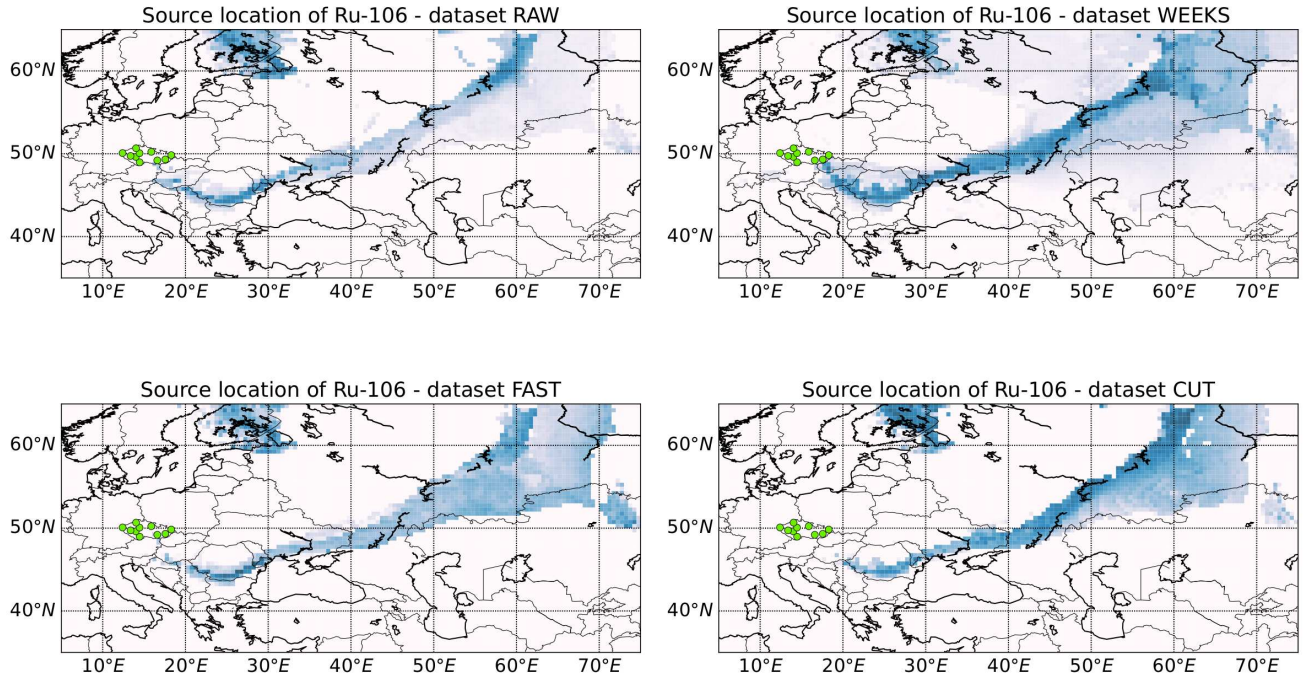 Source location of Ru-106 - dataset RAW
60°N
50°N
40°N
10°E 20°E 30°E 40°E 50°E 60°E 70°E
Source location of Ru-106 - dataset WEEKS
60°N
50°N
40°N
10°E 20°E 30°E 40°E 50°E 60°E 70°E
Source location of Ru-106 - dataset FAST
60°N
50°N
40°N
10°E 20°E 30°E 40°E 50°E 60°E 70°E
Source location of Ru-106 - dataset CUT
60°N
50°N
40°N
10°E 20°E 30°E 40°E 50°E 60°E 70°E